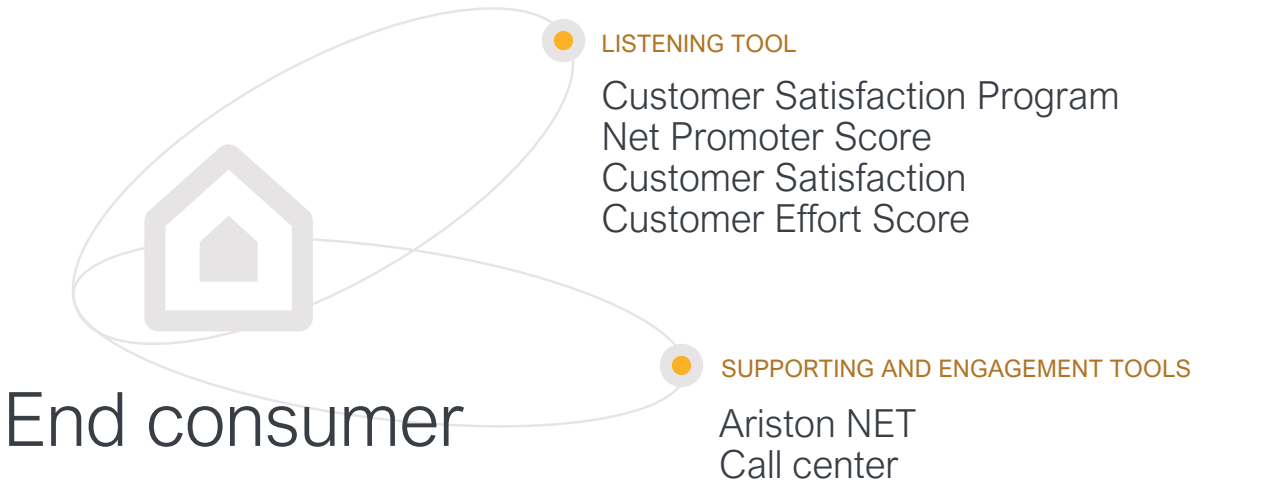 LISTENING TOOL
Customer Satisfaction Program
Net Promoter Score
Customer Satisfaction
Customer Effort Score
End consumer
SUPPORTING AND ENGAGEMENT TOOLS
Ariston NET
Call center